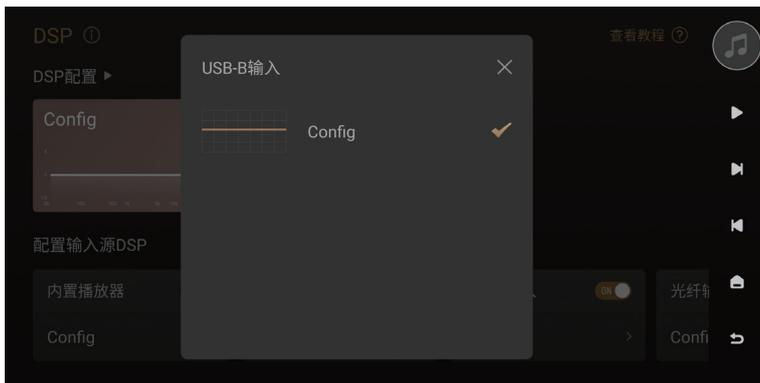 DSP
查看教程
DSP配置
USB-B输入
Config
Config
配置输入源DSP
内置播放器
ON
光纤
Config
Conf